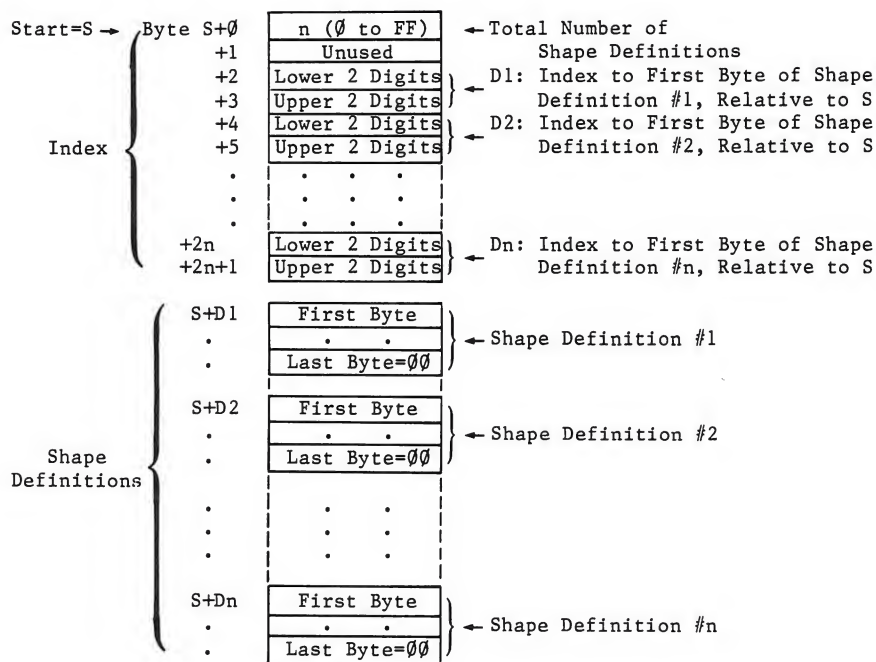 Start=S → Byte S+Ø n (Ø to FF) ← Total Number of
+1 Unused Shape Definitions
+2 Lower 2 Digits ← D1: Index to First Byte of Shape
+3 Upper 2 Digits Definition #1, Relative to S
+4 Lower 2 Digits ← D2: Index to First Byte of Shape
Index +5 Upper 2 Digits Definition #2, Relative to S
. . . . .
. . . . .
. . . . .
+2n Lower 2 Digits ← Dn: Index to First Byte of Shape
+2n+1 Upper 2 Digits Definition #n, Relative to S
S+D1 First Byte
. . . ← Shape Definition #1
. Last Byte=ØØ
S+D2 First Byte
. . . ← Shape Definition #2
Shape . Last Byte=ØØ
Definitions
. . .
. . .
. . .
S+Dn First Byte
. . . ← Shape Definition #n
. Last Byte=ØØ